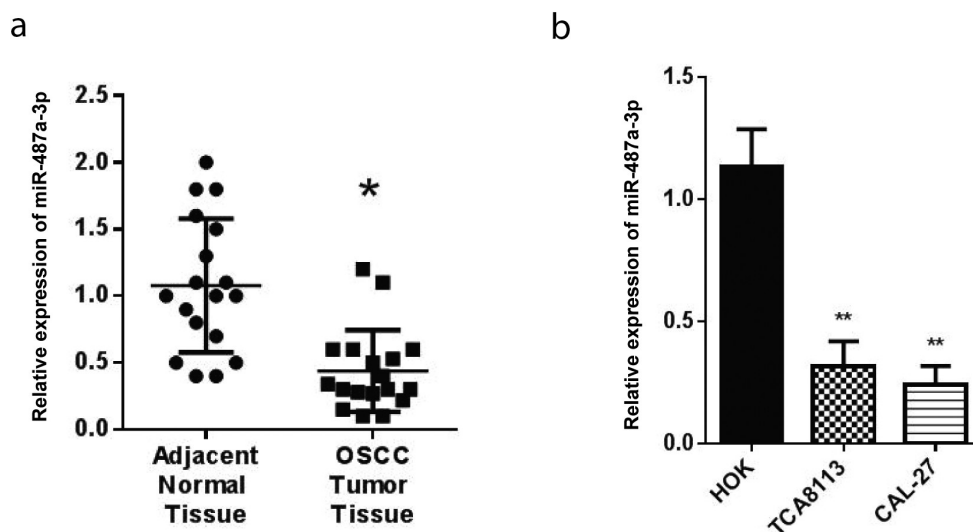 a
Relative expression of miR-487a-3p
2.5
2.0
1.5
1.0
0.5
0.0
*
Adjacent
Normal
Tissue
OSCC
Tumor
Tissue
b
Relative expression of miR-487a-3p
1.5
1.0
0.5
0.0
**
**
HOK
TCA8113
CAL-27